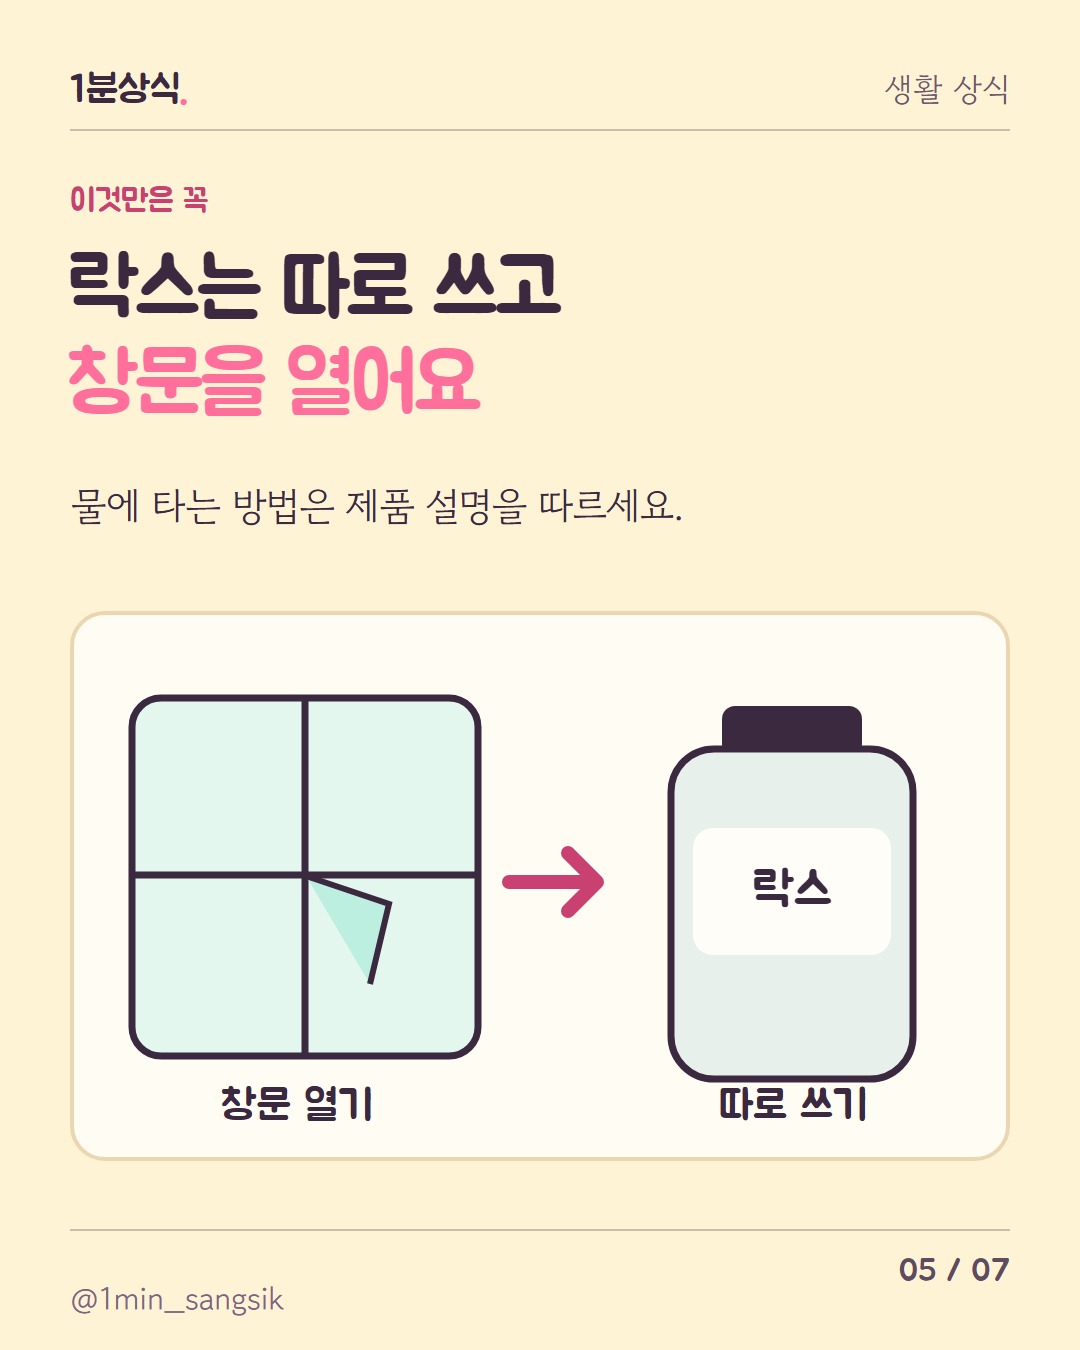 1분상식.
생활 상식
이것만은 꼭
락스는 따로 쓰고
창문을 열어요
물에 타는 방법은 제품 설명을 따르세요.
락스
창문 열기
따로 쓰기
05 / 07
@1min_sangsik